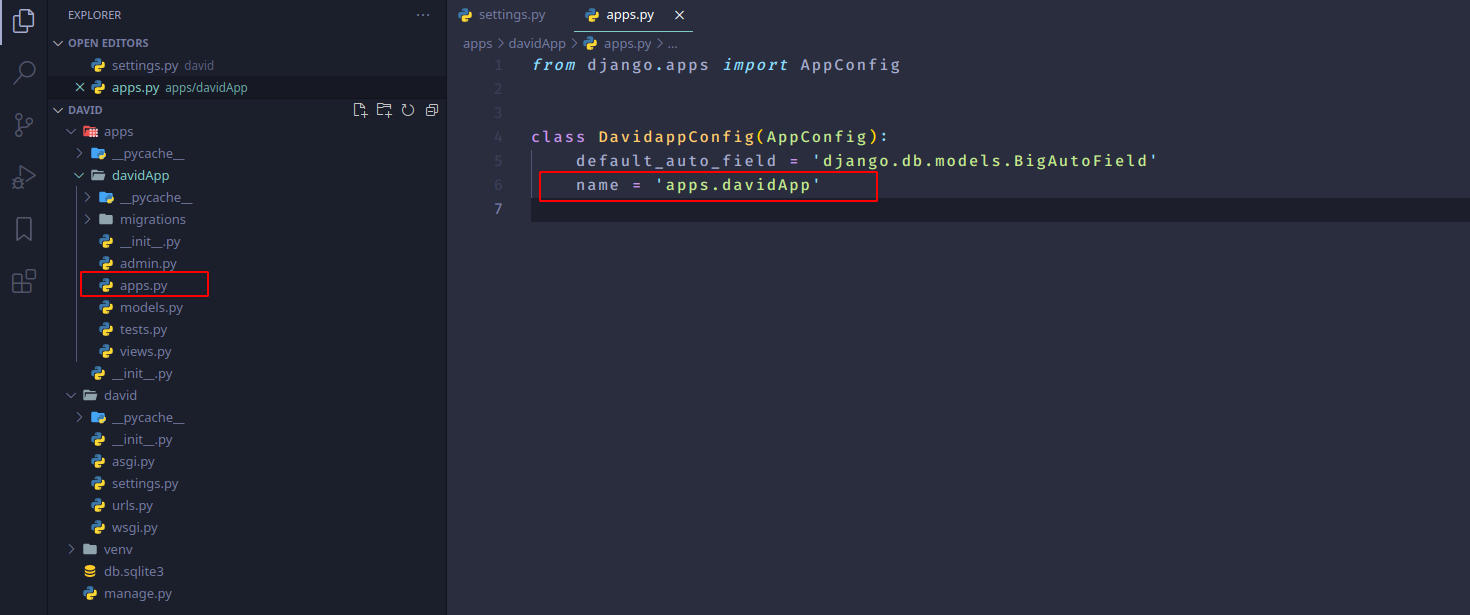 EXPLORER
OPEN EDITORS
settings.py david
apps.py apps/davidApp
DAVID
apps
__pycache__
davidApp
__pycache__
migrations
__init__.py
admin.py
apps.py
models.py
tests.py
views.py
__init__.py
david
__pycache__
__init__.py
asgi.py
settings.py
urls.py
wsgi.py
venv
db.sqlite3
manage.py
settings.py apps.py
apps > davidApp > apps.py > ...
1 from django.apps import AppConfig
2
3
4 class DavidappConfig(AppConfig):
5 default_auto_field = 'django.db.models.BigAutoField'
6 name = 'apps.davidApp'
7